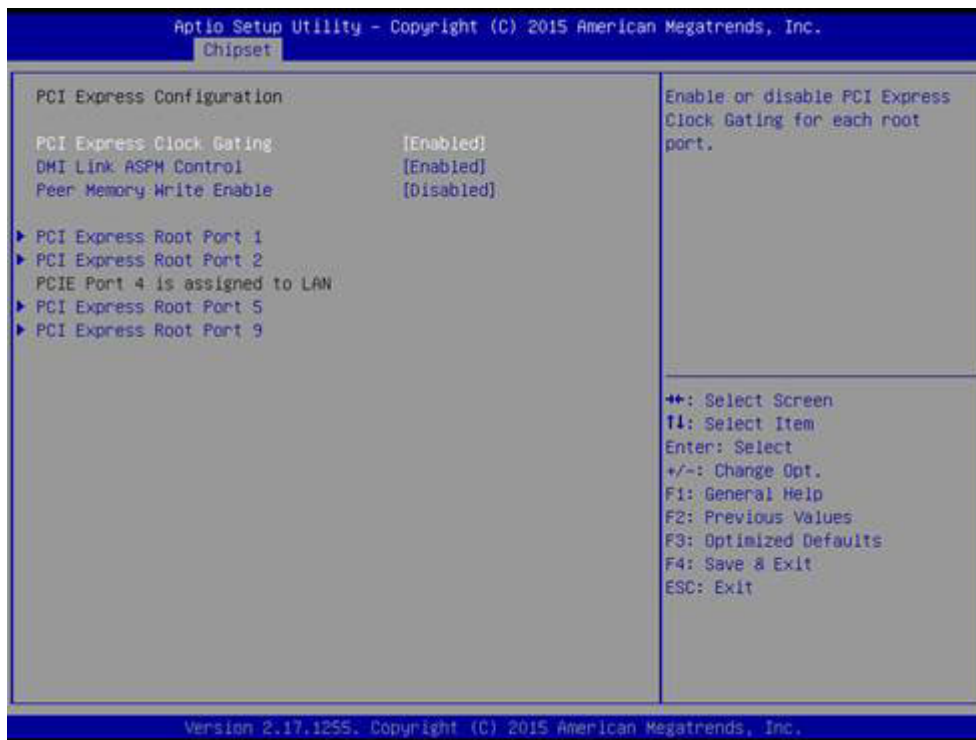 Aptio Setup Utility – Copyright (C) 2015 American Megatrends, Inc.
Chipset
PCI Express Configuration
PCI Express Clock Gating [Enabled]
DMI Link ASPM Control [Enabled]
Peer Memory Write Enable [Disabled]
PCI Express Root Port 1
PCI Express Root Port 2
PCIE Port 4 is assigned to LAN
PCI Express Root Port 5
PCI Express Root Port 9
Enable or disable PCI Express
Clock Gating for each root
port.
→←: Select Screen
↑↓: Select Item
Enter: Select
+/-: Change Opt.
F1: General Help
F2: Previous Values
F3: Optimized Defaults
F4: Save & Exit
ESC: Exit
Version 2.17.1255. Copyright (C) 2015 American Megatrends, Inc.